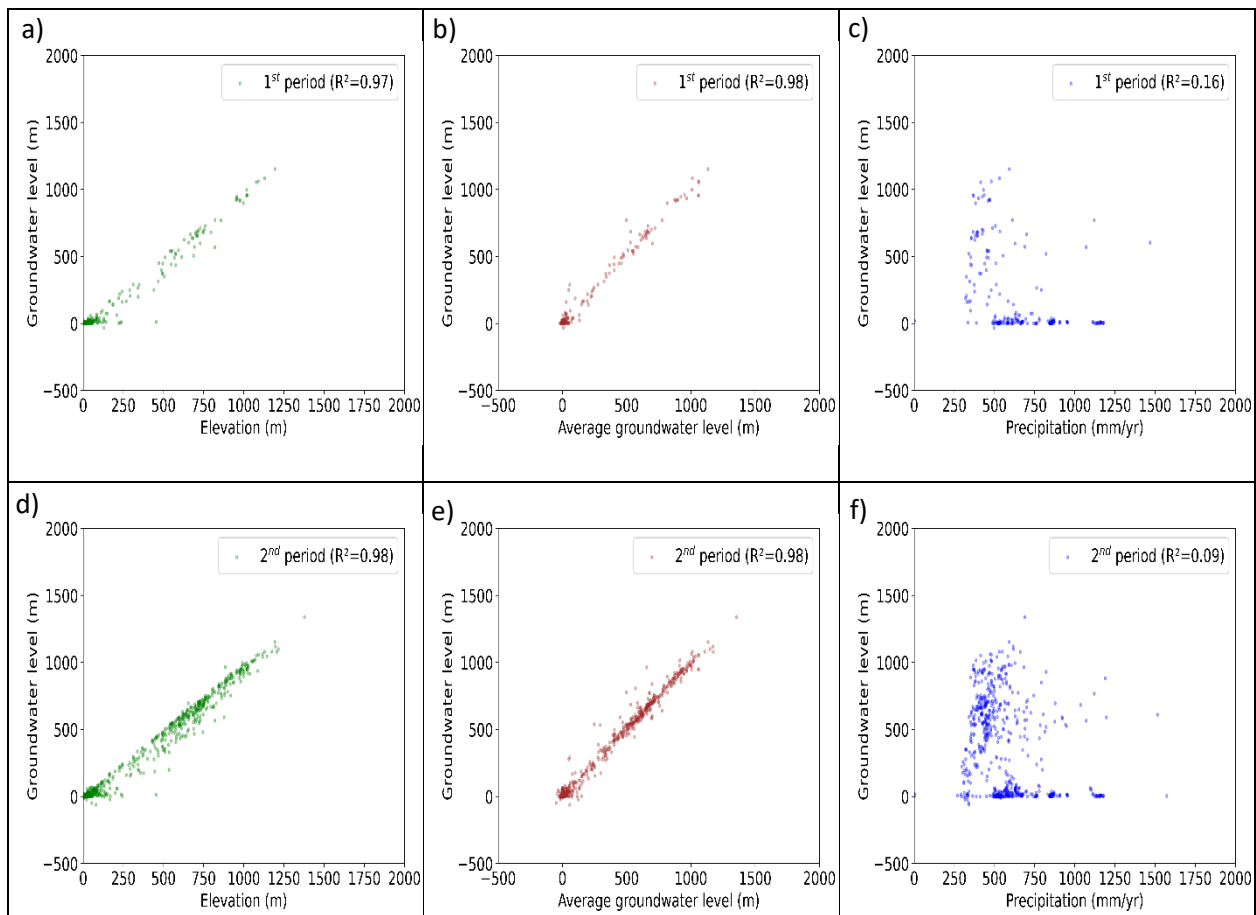 a)
2000
1500
1000
500
0
−500
Groundwater level (m)
1st period (R²=0.97)
0 250 500 750 1000 1250 1500 1750 2000
Elevation (m)
b)
2000
1500
1000
500
0
−500
Groundwater level (m)
1st period (R²=0.98)
−500 0 500 1000 1500 2000
Average groundwater level (m)
c)
2000
1500
1000
500
0
−500
Groundwater level (m)
1st period (R²=0.16)
0 250 500 750 1000 1250 1500 1750 2000
Precipitation (mm/yr)
d)
2000
1500
1000
500
0
−500
Groundwater level (m)
2nd period (R²=0.98)
0 250 500 750 1000 1250 1500 1750 2000
Elevation (m)
e)
2000
1500
1000
500
0
−500
Groundwater level (m)
2nd period (R²=0.98)
−500 0 500 1000 1500 2000
Average groundwater level (m)
f)
2000
1500
1000
500
0
−500
Groundwater level (m)
2nd period (R²=0.09)
0 250 500 750 1000 1250 1500 1750 2000
Precipitation (mm/yr)